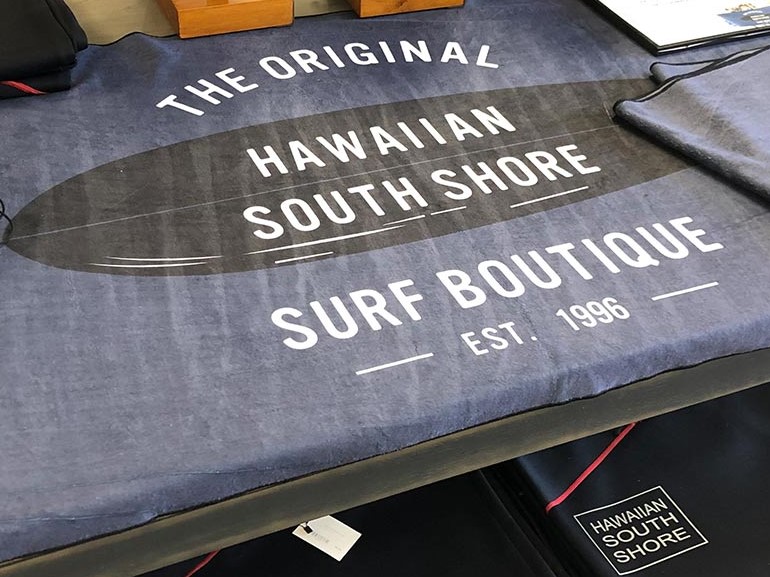 THE ORIGINAL
HAWAIIAN
SOUTH SHORE
SURF BOUTIQUE
EST. 1996
HAWAIIAN
SOUTH
SHORE